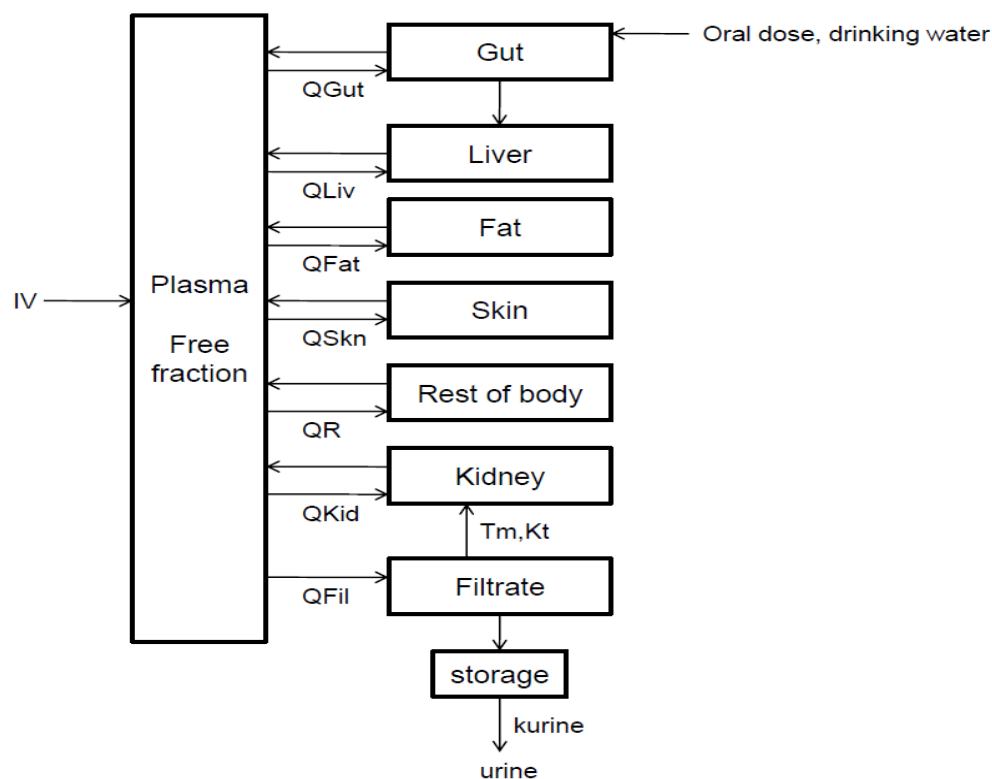 Oral dose, drinking water
Gut
QGut
Liver
QLiv
Fat
QFat
Plasma
Free
fraction
IV
Skin
QSkn
Rest of body
QR
Kidney
QKid
Tm,Kt
Filtrate
QFil
storage
kurine
urine